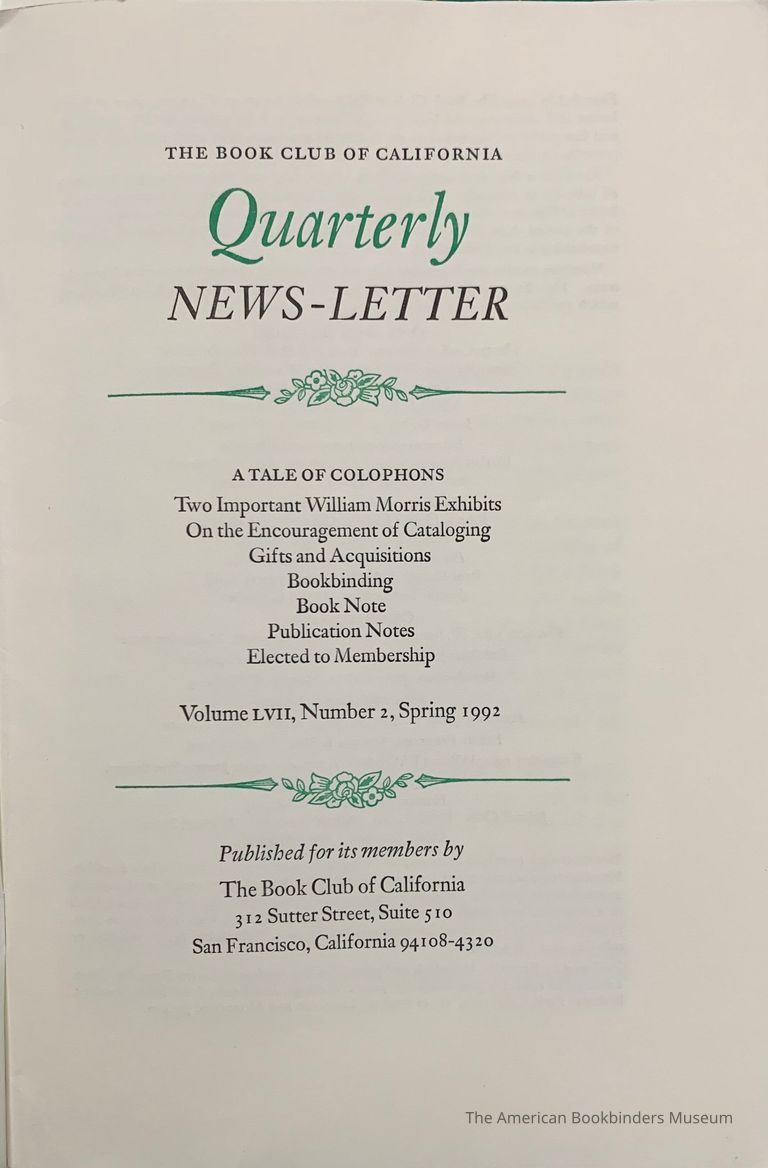 THE BOOK CLUB OF CALIFORNIA
Quarterly
NEWS-LETTER
A TALE OF COLOPHONS
Two Important William Morris Exhibits
On the Encouragement of Cataloging
Gifts and Acquisitions
Bookbinding
Book Note
Publication Notes
Elected to Membership
Volume LVII, Number 2, Spring 1992
Published for its members by
The Book Club of California
312 Sutter Street, Suite 510
San Francisco, California 94108-4320
The American Bookbinders Museum